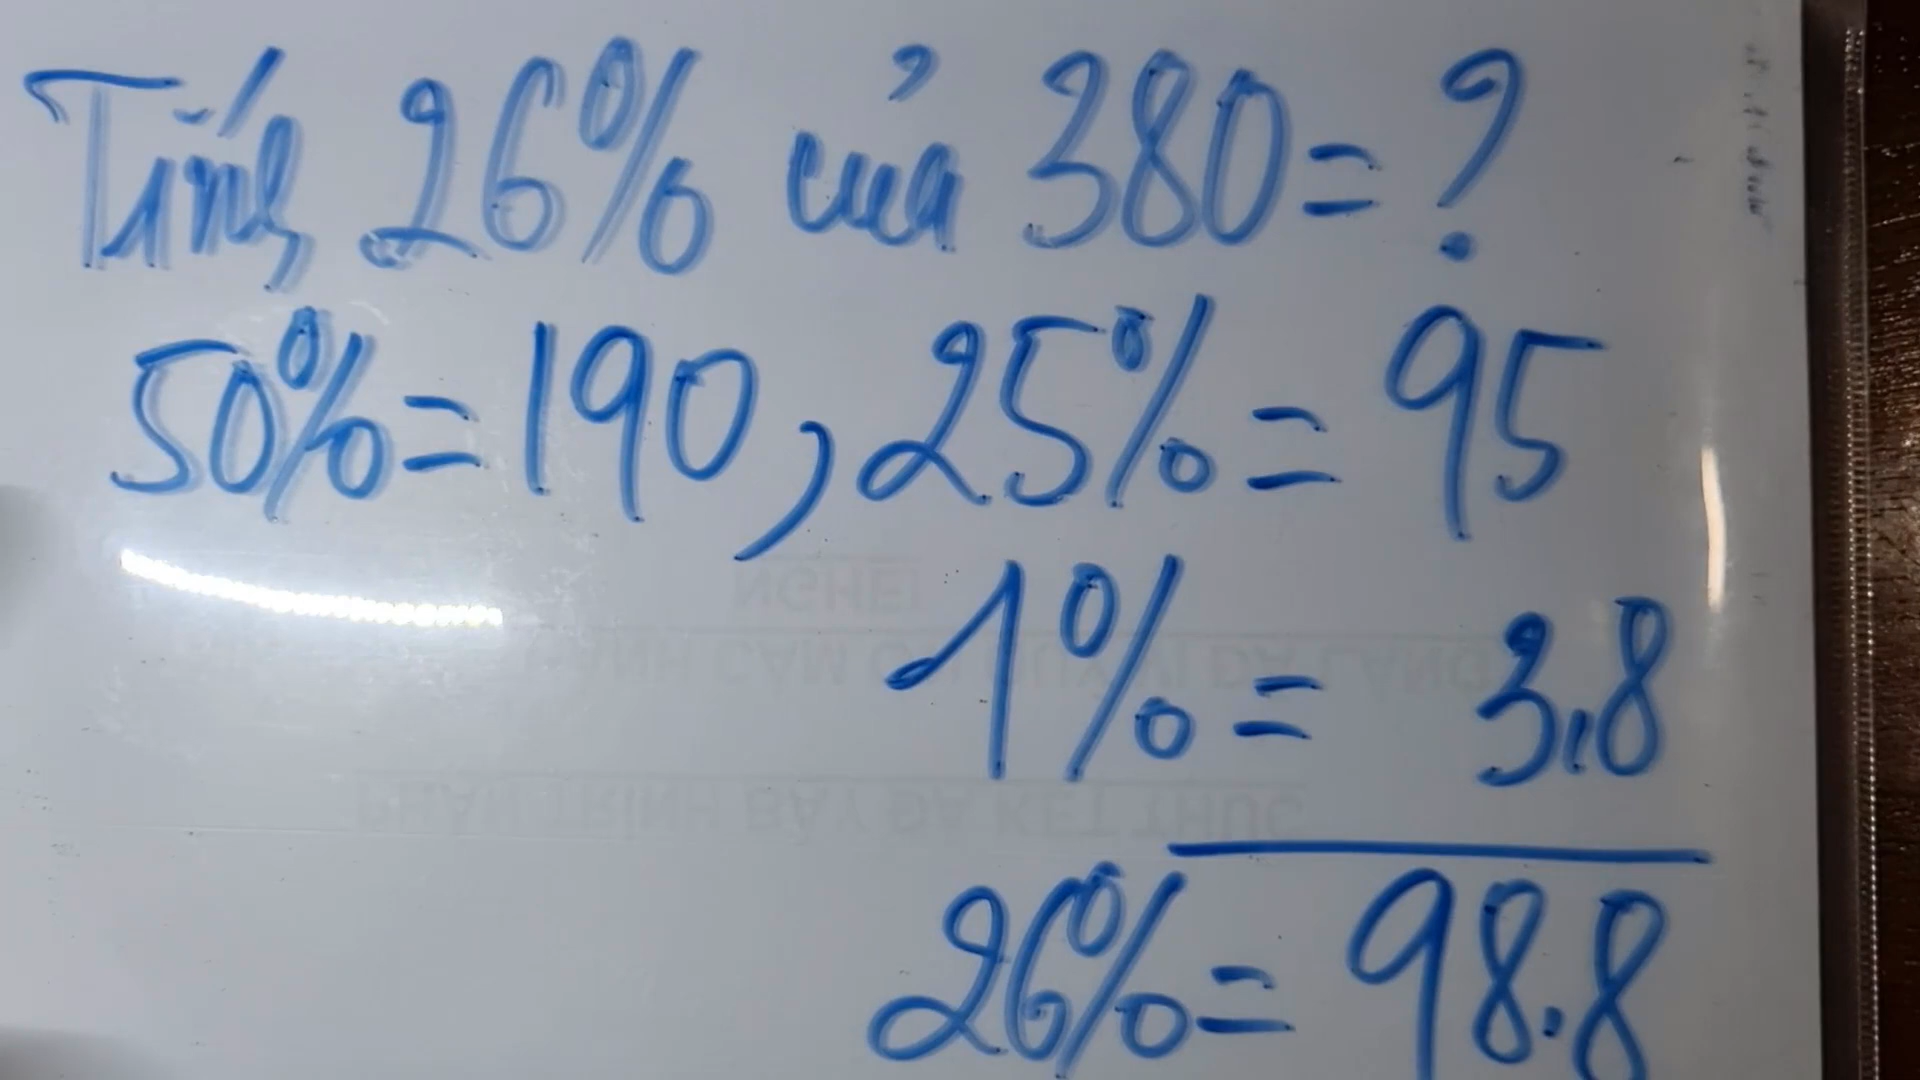 Tính 26% của 380 = ?
50% = 190, 25% = 95
1% = 3,8
26% = 98.8